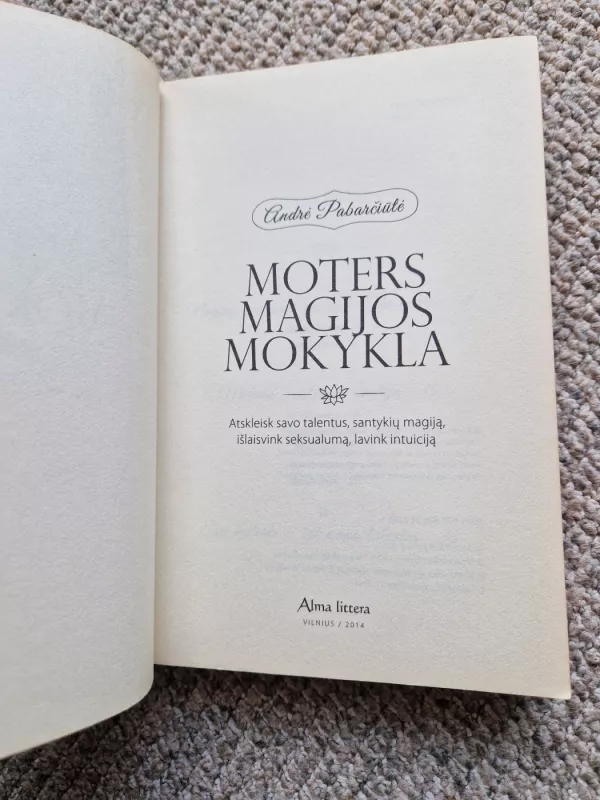 Andrė Pabarčiūtė
MOTERS
MAGIJOS
MOKYKLA
Atskleisk savo talentus, santykių magiją,
išlaisvink seksualumą, lavink intuiciją
Alma littera
VILNIUS / 2014